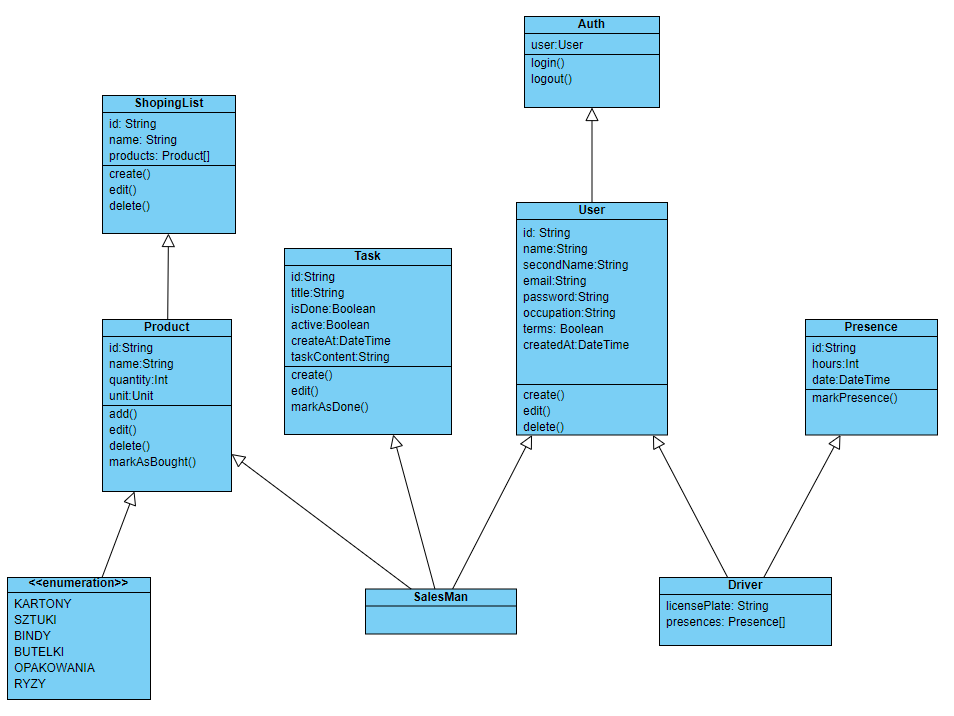 Auth
user:User
login()
logout()
ShopingList
id: String
name: String
products: Product[]
create()
edit()
delete()
Task
id:String
title:String
isDone:Boolean
active:Boolean
createAt:DateTime
taskContent:String
create()
edit()
markAsDone()
User
id: String
name:String
secondName:String
email:String
password:String
occupation:String
terms: Boolean
createdAt:DateTime
create()
edit()
delete()
Product
id:String
name:String
quantity:Int
unit:Unit
add()
edit()
delete()
markAsBought()
Presence
id:String
hours:Int
date:DateTime
markPresence()
<<enumeration>>
KARTONY
SZTUKI
BINDY
BUTELKI
OPAKOWANIA
RYZY
SalesMan
Driver
licensePlate: String
presences: Presence[]